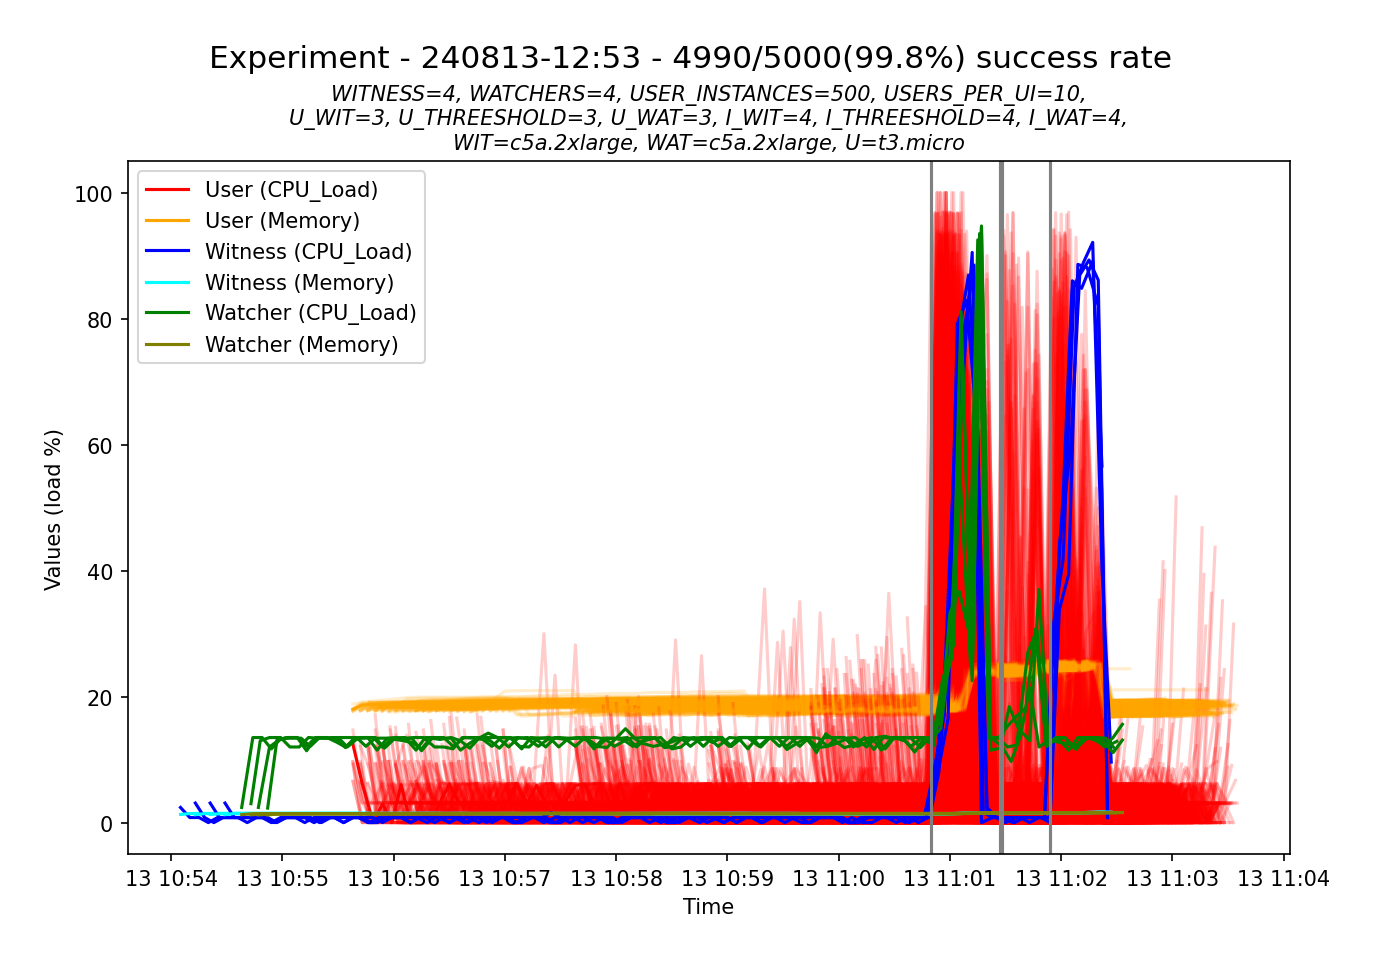 Experiment - 240813-12:53 - 4990/5000(99.8%) success rate
WITNESS=4, WATCHERS=4, USER_INSTANCES=500, USERS_PER_UI=10,
U_WIT=3, U_THREESHOLD=3, U_WAT=3, I_WIT=4, I_THREESHOLD=4, I_WAT=4,
WIT=c5a.2xlarge, WAT=c5a.2xlarge, U=t3.micro
User (CPU_Load)
User (Memory)
Witness (CPU_Load)
Witness (Memory)
Watcher (CPU_Load)
Watcher (Memory)
Values (load %)
100
80
60
40
20
0
13 10:54 13 10:55 13 10:56 13 10:57 13 10:58 13 10:59 13 11:00 13 11:01 13 11:02 13 11:03 13 11:04
Time